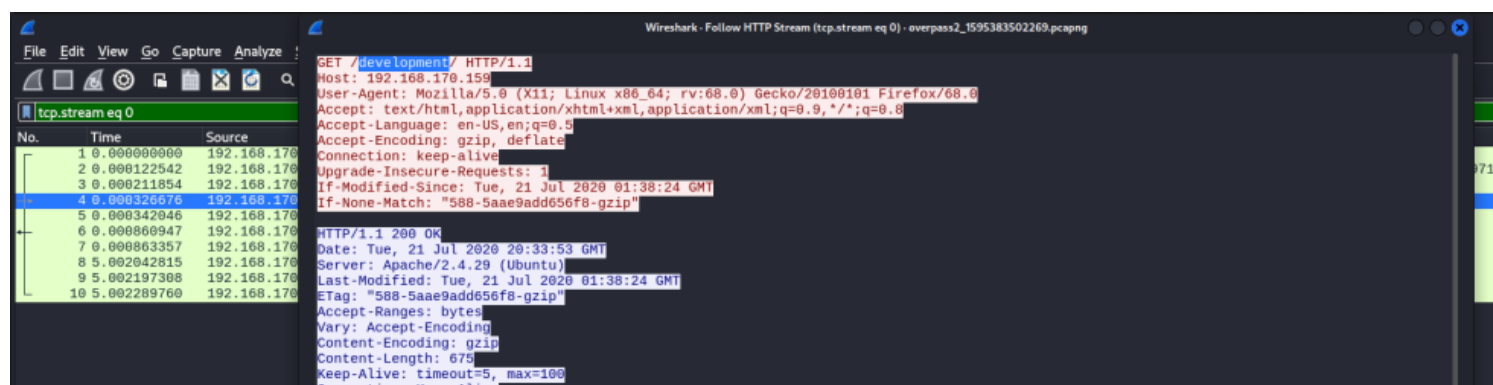 Wireshark · Follow HTTP Stream (tcp.stream eq 0) · overpass2_1595383502269.pcapng
File Edit View Go Capture Analyze
tcp.stream eq 0
No. Time Source
1 0.000000000 192.168.170
2 0.000122542 192.168.170
3 0.000211854 192.168.170
4 0.000326676 192.168.170
5 0.000342046 192.168.170
6 0.000860947 192.168.170
7 0.000863357 192.168.170
8 5.002042815 192.168.170
9 5.002197308 192.168.170
10 5.002289760 192.168.170
GET /development/ HTTP/1.1
Host: 192.168.170.159
User-Agent: Mozilla/5.0 (X11; Linux x86_64; rv:68.0) Gecko/20100101 Firefox/68.0
Accept: text/html,application/xhtml+xml,application/xml;q=0.9,*/*;q=0.8
Accept-Language: en-US,en;q=0.5
Accept-Encoding: gzip, deflate
Connection: keep-alive
Upgrade-Insecure-Requests: 1
If-Modified-Since: Tue, 21 Jul 2020 01:38:24 GMT
If-None-Match: "588-5aae9add656f8-gzip"
HTTP/1.1 200 OK
Date: Tue, 21 Jul 2020 20:33:53 GMT
Server: Apache/2.4.29 (Ubuntu)
Last-Modified: Tue, 21 Jul 2020 01:38:24 GMT
ETag: "588-5aae9add656f8-gzip"
Accept-Ranges: bytes
Vary: Accept-Encoding
Content-Encoding: gzip
Content-Length: 675
Keep-Alive: timeout=5, max=100